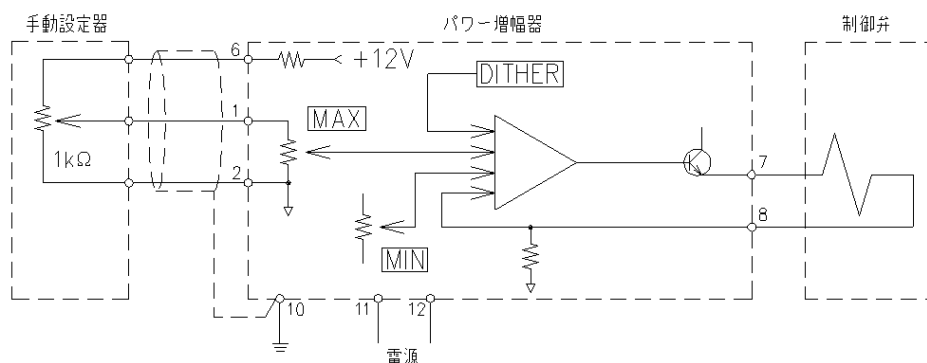 手動設定器
パワー増幅器
制御弁
6
+12V
DITHER
1
MAX
1kΩ
2
7
8
MIN
10
11
12
電源